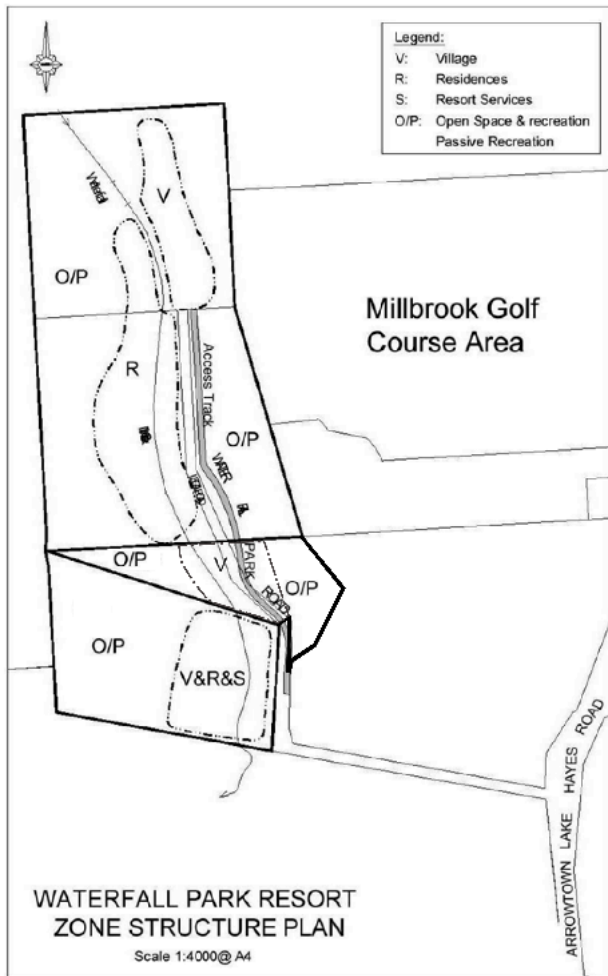 Legend:
V: Village
R: Residences
S: Resort Services
O/P: Open Space & recreation
Passive Recreation
V
O/P
Millbrook Golf
Course Area
R
Access Track
O/P
O/P
V
PARK
ROAD
O/P
O/P
V&R&S
ARROWTOWN LAKE HAYES ROAD
WATERFALL PARK RESORT
ZONE STRUCTURE PLAN
Scale 1:4000@ A4